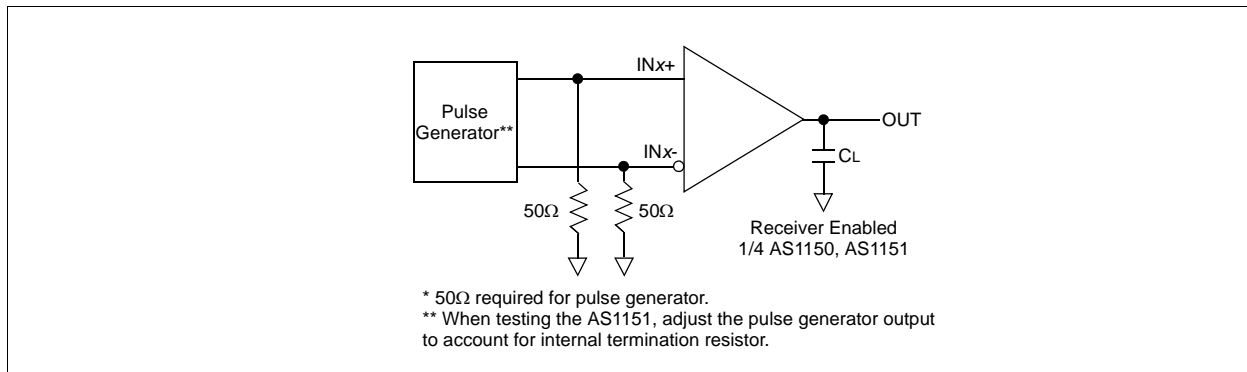 INx+
Pulse
Generator**
OUT
INx-
CL
50Ω
50Ω
Receiver Enabled
1/4 AS1150, AS1151
* 50Ω required for pulse generator.
** When testing the AS1151, adjust the pulse generator output
to account for internal termination resistor.